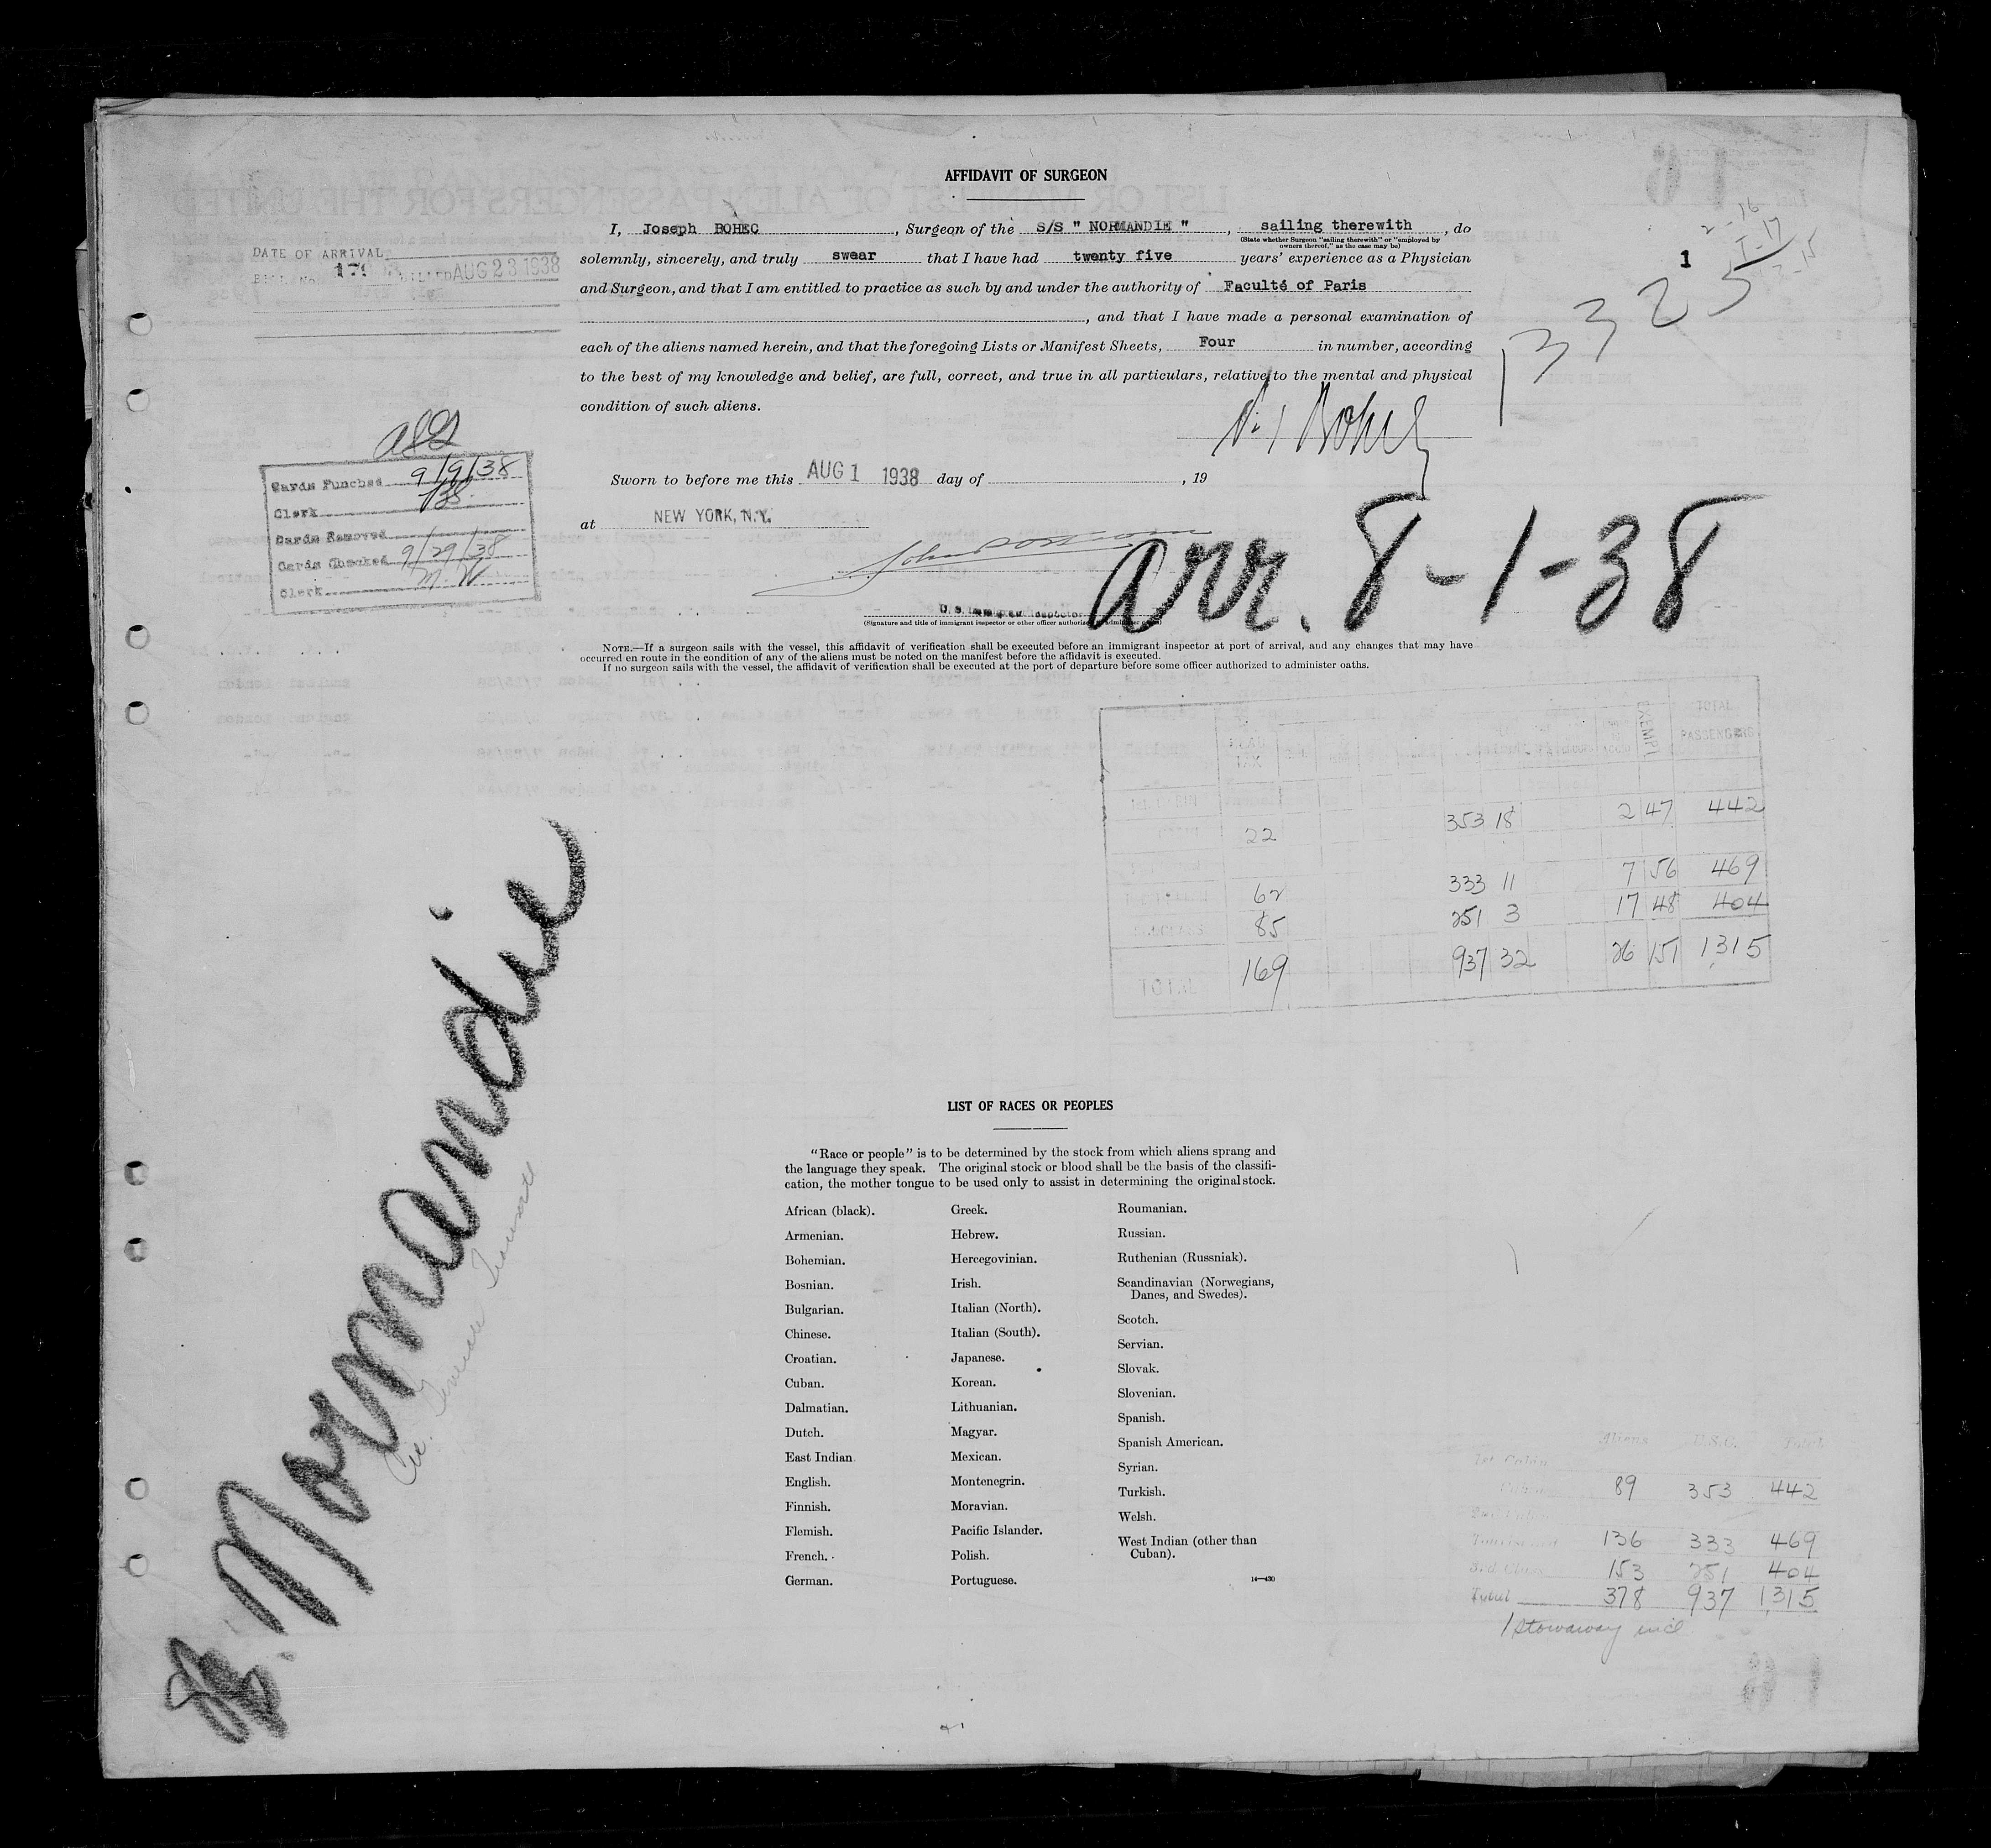 AFFIDAVIT OF SURGEON
I, Joseph BOHEC, Surgeon of the S/S " NORMANDIE ", sailing therewith, do
(State whether Surgeon "sailing therewith" or "employed by
owners thereof," as the case may be)
solemnly, sincerely, and truly swear that I have had twenty five years' experience as a Physician
and Surgeon, and that I am entitled to practice as such by and under the authority of Faculté of Paris
, and that I have made a personal examination of
each of the aliens named herein, and that the foregoing Lists or Manifest Sheets, Four in number, according
to the best of my knowledge and belief, are full, correct, and true in all particulars, relative to the mental and physical
condition of such aliens.
Sworn to before me this AUG 1 1938 day of , 19
at NEW YORK, N.Y.
arr. 8-1-38
U. S. Immigrant Inspector
(Signature and title of immigrant inspector or other officer authorized to administer oaths)
NOTE.—If a surgeon sails with the vessel, this affidavit of verification shall be executed before an immigrant inspector at port of arrival, and any changes that may have
occurred en route in the condition of any of the aliens must be noted on the manifest before the affidavit is executed.
If no surgeon sails with the vessel, the affidavit of verification shall be executed at the port of departure before some officer authorized to administer oaths.
DATE OF ARRIVAL
AUG 23 1938
1
2-16
1-17
3-15
13325
Cards Punched 9/9/38
Clerk
Cards Removed
Cards Checked 9/29/38
Clerk M.W.
EXEMPT
TOTAL
PASSENGERS
TAX
22 353 18 2 47 442
62 333 11 7 56 469
85 251 3 17 48 404
TOTAL 169 937 32 26 151 1315
Normandie
LIST OF RACES OR PEOPLES
"Race or people" is to be determined by the stock from which aliens sprang and
the language they speak. The original stock or blood shall be the basis of the classifi-
cation, the mother tongue to be used only to assist in determining the original stock.
African (black).
Armenian.
Bohemian.
Bosnian.
Bulgarian.
Chinese.
Croatian.
Cuban.
Dalmatian.
Dutch.
East Indian
English.
Finnish.
Flemish.
French.
German.
Greek.
Hebrew.
Hercegovinian.
Irish.
Italian (North).
Italian (South).
Japanese.
Korean.
Lithuanian.
Magyar.
Mexican.
Montenegrin.
Moravian.
Pacific Islander.
Polish.
Portuguese.
Roumanian.
Russian.
Ruthenian (Russniak).
Scandinavian (Norwegians,
Danes, and Swedes).
Scotch.
Servian.
Slovak.
Slovenian.
Spanish.
Spanish American.
Syrian.
Turkish.
Welsh.
West Indian (other than
Cuban).
14—430
Aliens U.S.C. Total
1st Cabin
89 353 442
136 333 469
3rd Class 153 251 404
Total 378 937 1315
1 Stowaway incl